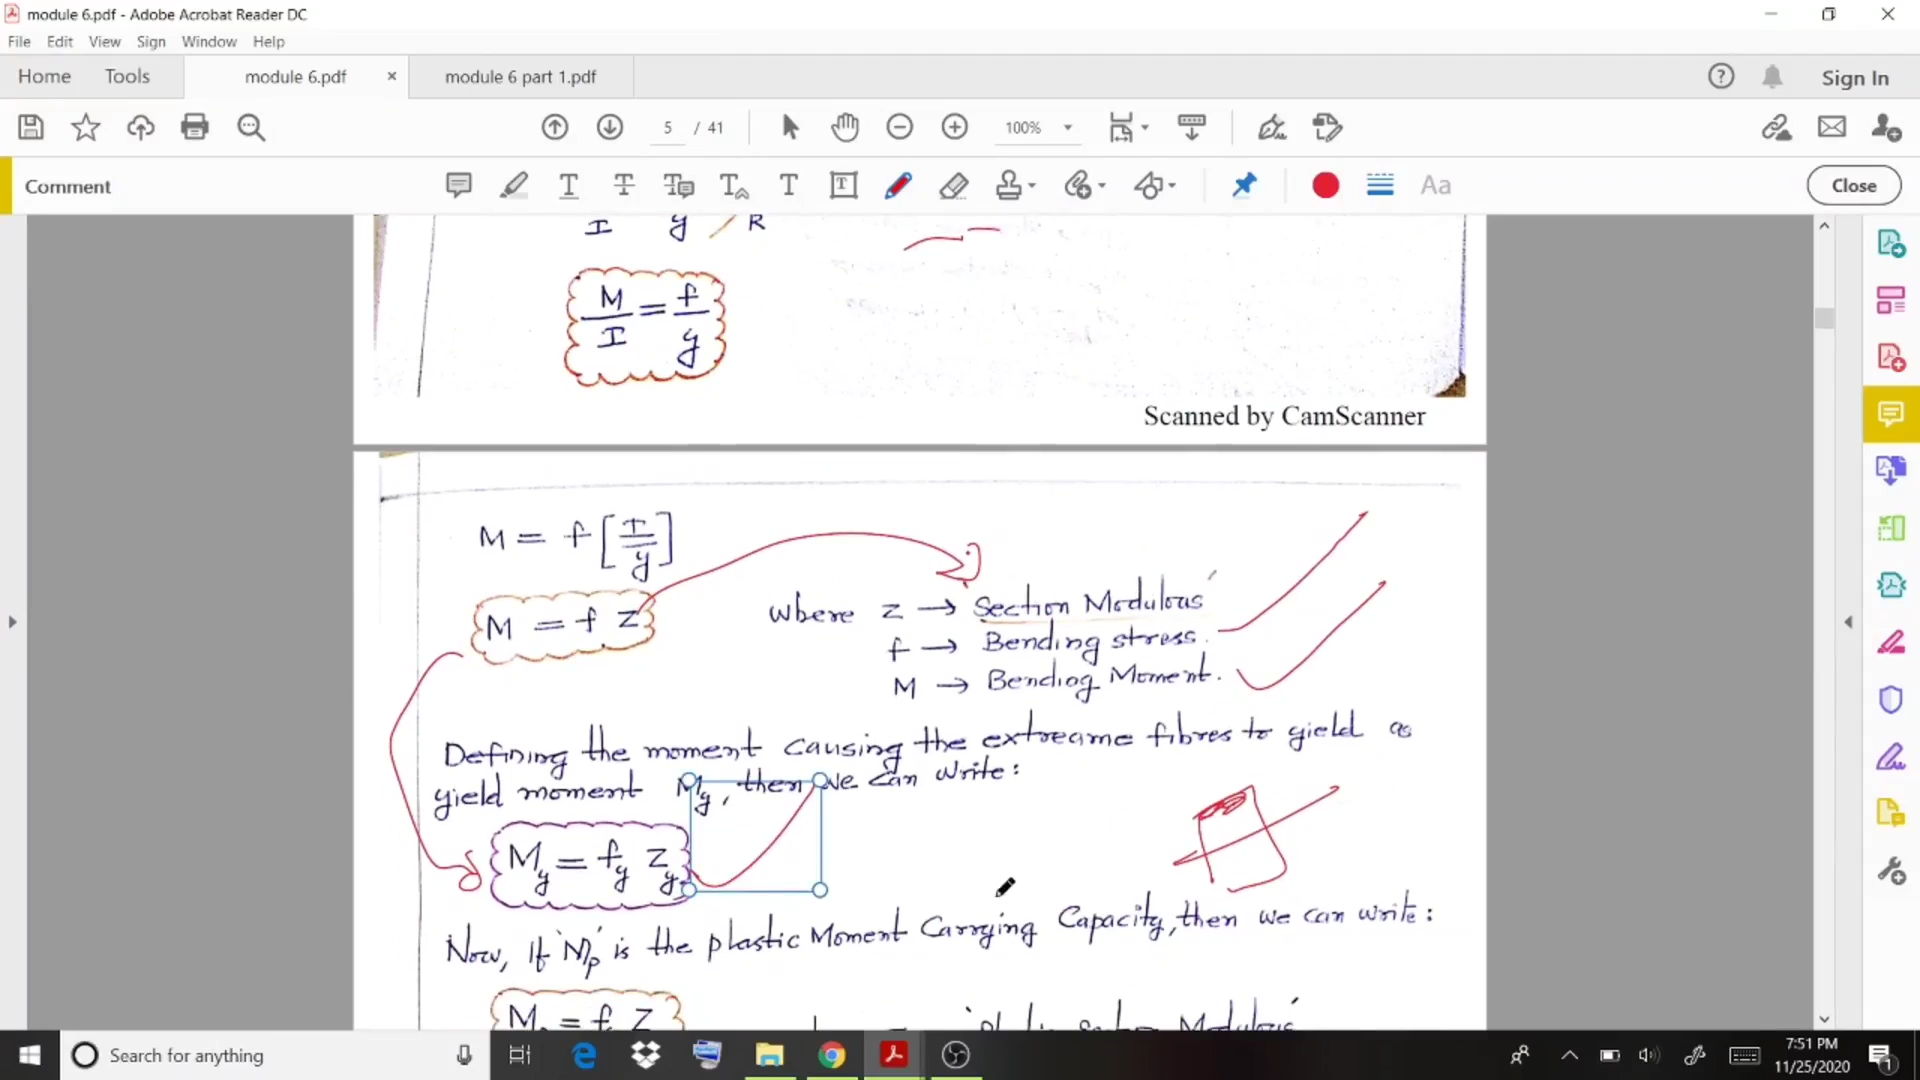 module 6.pdf - Adobe Acrobat Reader DC
File Edit View Sign Window Help
Home Tools module 6.pdf × module 6 part 1.pdf Sign In
5 / 41 100%
Comment Aa Close
I y R
M/I = f/y
Scanned by CamScanner
M = f [I/y]
M = f Z
Where Z → Section Modulous
f → Bending stress.
M → Bending Moment.
Defining the moment causing the extreame fibres to yield as
yield moment My, then we can write:
My = fy Zy
Now, If 'Mp' is the plastic Moment Carrying Capacity, then we can write:
Modulous
Search for anything
7:51 PM
11/25/2020
1